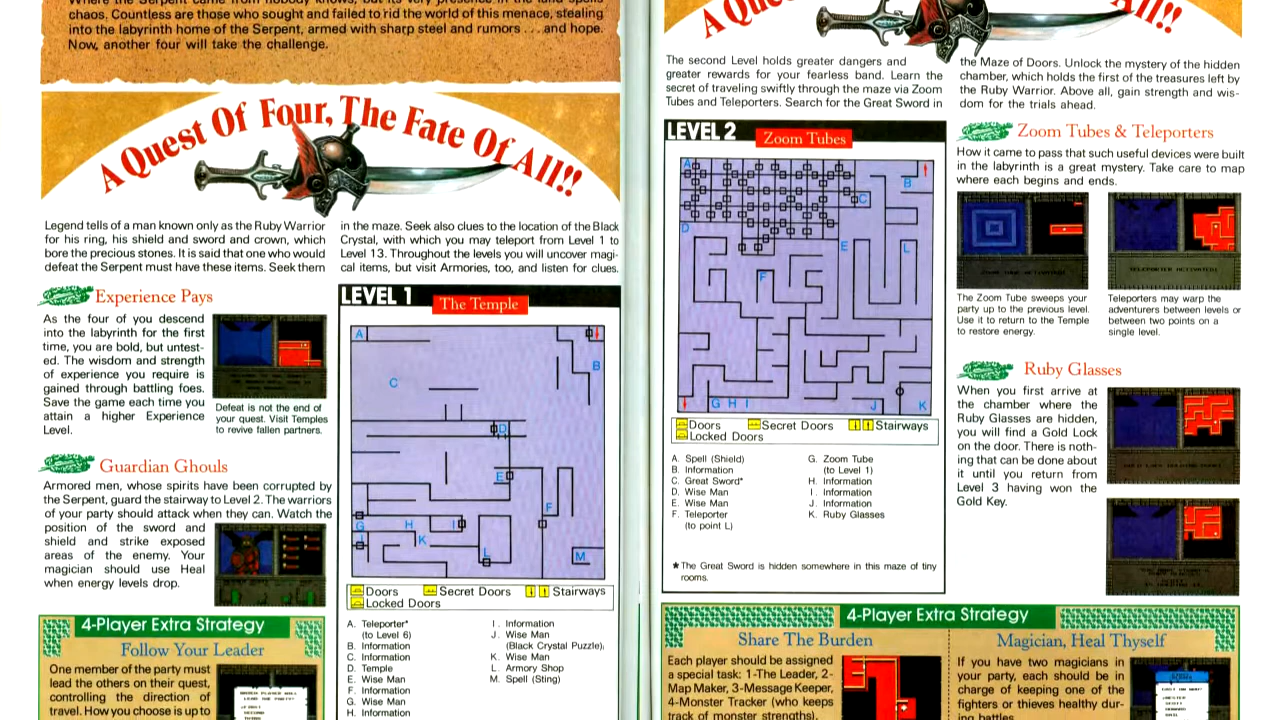 chaos. Countless are those who sought and failed to rid the world of this menace, stealing
into the labyrinth home of the Serpent, armed with sharp steel and rumors . . . and hope.
Now, another four will take the challenge.
A Quest Of Four, The Fate Of All!!
Legend tells of a man known only as the Ruby Warrior
for his ring, his shield and sword and crown, which
bore the precious stones. It is said that one who would
defeat the Serpent must have these items. Seek them
in the maze. Seek also clues to the location of the Black
Crystal, with which you may teleport from Level 1 to
Level 13. Throughout the levels you will uncover magi-
cal items, but visit Armories, too, and listen for clues.
Experience Pays
As the four of you descend
into the labyrinth for the first
time, you are bold, but untest-
ed. The wisdom and strength
of experience you require is
gained through battling foes.
Save the game each time you
attain a higher Experience
Level.
Defeat is not the end of
your quest. Visit Temples
to revive fallen partners.
Guardian Ghouls
Armored men, whose spirits have been corrupted by
the Serpent, guard the stairway to Level 2. The warriors
of your party should attack when they can. Watch the
position of the sword and
shield and strike exposed
areas of the enemy. Your
magician should use Heal
when energy levels drop.
4-Player Extra Strategy
Follow Your Leader
One member of the party must
lead the others on their quest,
controlling the direction of
travel. How you choose is up to
LEVEL 1
The Temple
A
B
C
D
E
F
G
H
I
J
K
L
M
Doors Secret Doors Stairways
Locked Doors
A. Teleporter*
(to Level 6)
B. Information
C. Information
D. Temple
E. Wise Man
F. Information
G. Wise Man
H. Information
I. Information
J. Wise Man
(Black Crystal Puzzle)
K. Wise Man
L. Armory Shop
M. Spell (Sting)
A Que All!!
The second Level holds greater dangers and
greater rewards for your fearless band. Learn the
secret of traveling swiftly through the maze via Zoom
Tubes and Teleporters. Search for the Great Sword in
the Maze of Doors. Unlock the mystery of the hidden
chamber, which holds the first of the treasures left by
the Ruby Warrior. Above all, gain strength and wis-
dom for the trials ahead.
LEVEL 2
Zoom Tubes
A
B
C
D
E
L
F
G H I
J
K
Doors Secret Doors Stairways
Locked Doors
A. Spell (Shield)
B. Information
C. Great Sword*
D. Wise Man
E. Wise Man
F. Teleporter
(to point L)
G. Zoom Tube
(to Level 1)
H. Information
I. Information
J. Information
K. Ruby Glasses
★The Great Sword is hidden somewhere in this maze of tiny
rooms.
Zoom Tubes & Teleporters
How it came to pass that such useful devices were built
in the labyrinth is a great mystery. Take care to map
where each begins and ends.
TELEPORTER ACTIVATED!
The Zoom Tube sweeps your
party up to the previous level.
Use it to return to the Temple
to restore energy.
Teleporters may warp the
adventurers between levels or
between two points on a
single level.
Ruby Glasses
When you first arrive at
the chamber where the
Ruby Glasses are hidden,
you will find a Gold Lock
on the door. There is noth-
ing that can be done about
it until you return from
Level 3 having won the
Gold Key.
4-Player Extra Strategy
Share The Burden
Each player should be assigned
a special task: 1-The Leader, 2-
Map Maker, 3-Message Keeper,
4-Monster Tracker (who keeps
track of monster strengths).
Magician, Heal Thyself
If you have two magicians in
your party, each should be in
charge of keeping one of the
fighters or thieves healthy dur-
ing battles.